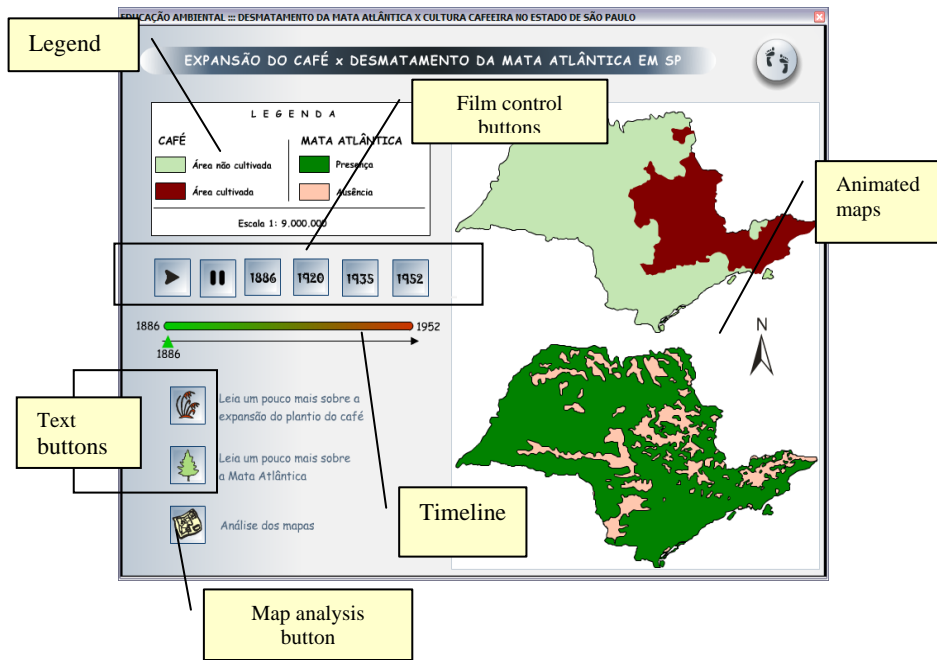 EDUCAÇÃO AMBIENTAL ::: DESMATAMENTO DA MATA AtLÂNTICA X CULTURA CAFEEIRA NO ESTADO DE SÃO PAULO
Legend
EXPANSÃO DO CAFÉ x DESMATAMENTO DA MATA ATLÂNTICA EM SP
Film control
buttons
LEGENDA
CAFÉ
Área não cultivada
Área cultivada
MATA ATLÂNTICA
Presença
Ausência
Escala 1: 9.000.000
Animated
maps
1886
1920
1935
1952
1886
1952
1886
N
Text
buttons
Leia um pouco mais sobre a
expansão do plantio do café
Leia um pouco mais sobre
a Mata Atlântica
Análise dos mapas
Timeline
Map analysis
button